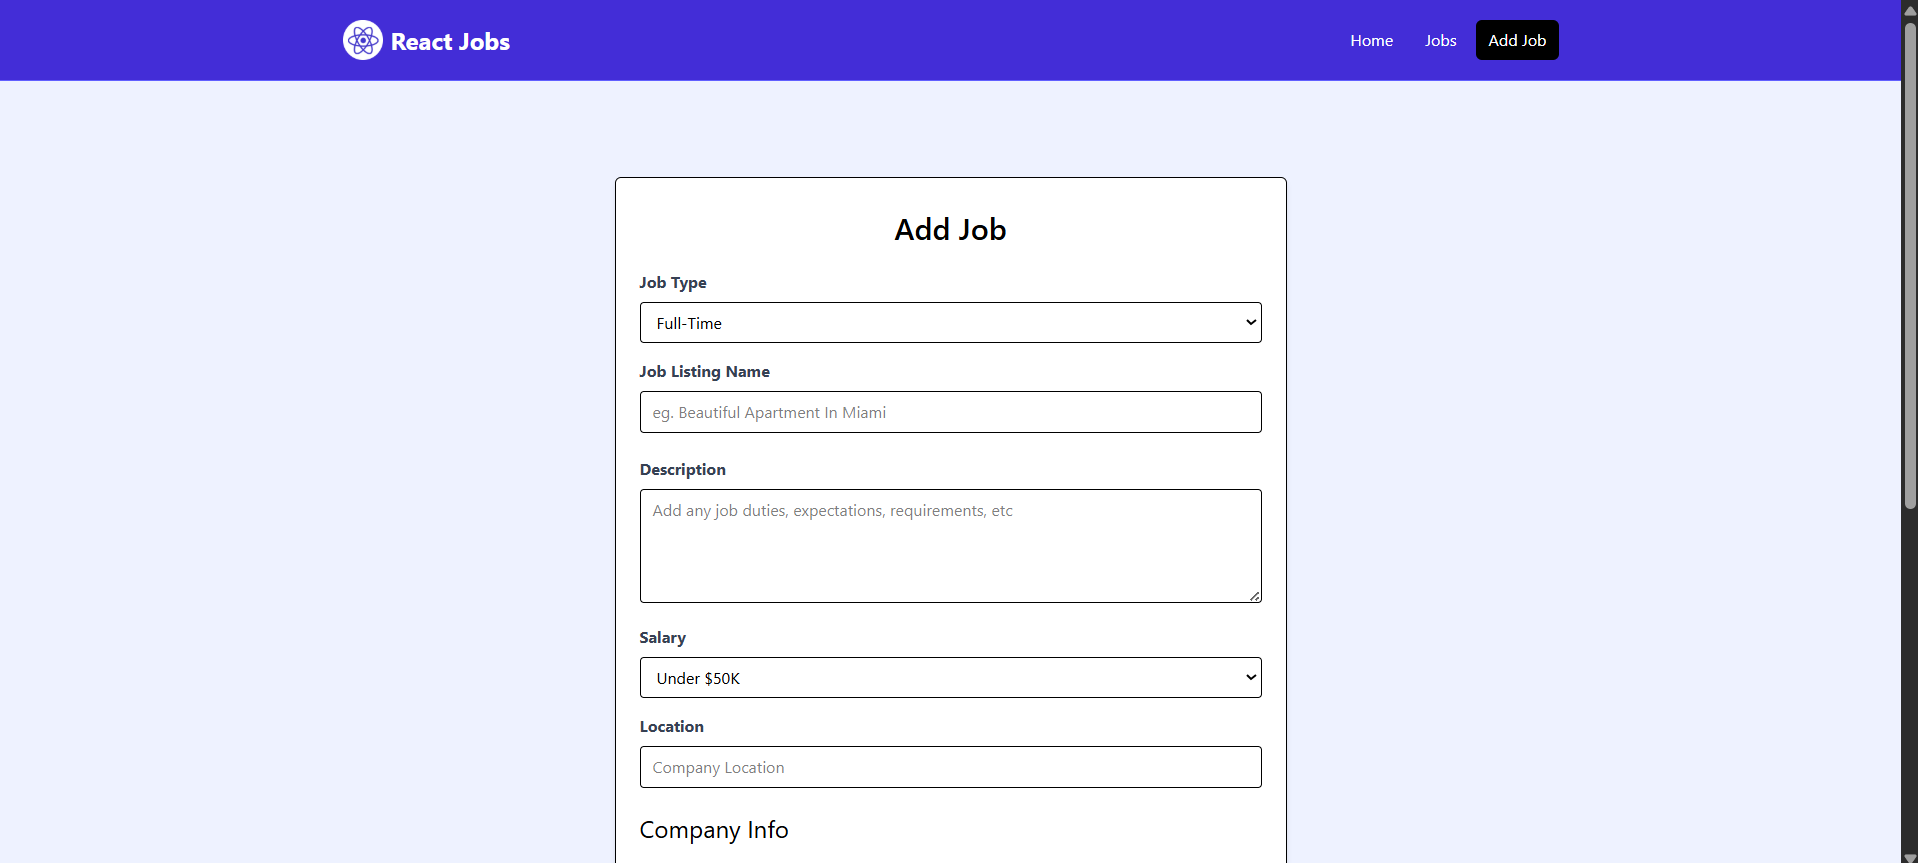 React Jobs
Home
Jobs
Add Job
Add Job
Job Type
Full-Time
Job Listing Name
eg. Beautiful Apartment In Miami
Description
Add any job duties, expectations, requirements, etc
Salary
Under $50K
Location
Company Location
Company Info